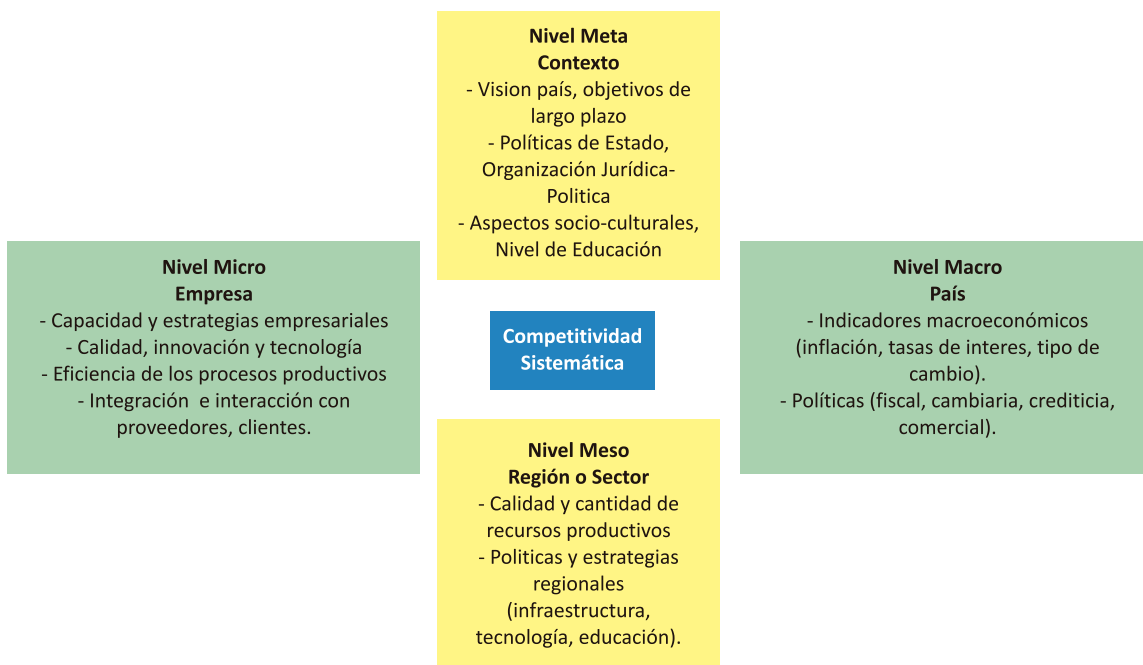 Nivel Meta
Contexto
- Vision país, objetivos de
largo plazo
- Políticas de Estado,
Organización Jurídica-
Politica
- Aspectos socio-culturales,
Nivel de Educación
Nivel Micro
Empresa
- Capacidad y estrategias empresariales
- Calidad, innovación y tecnología
- Eficiencia de los procesos productivos
- Integración  e interacción con
proveedores, clientes.
Competitividad
Sistemática
Nivel Macro
País
- Indicadores macroeconómicos
(inflación, tasas de interes, tipo de
cambio).
- Políticas (fiscal, cambiaria, crediticia,
comercial).
Nivel Meso
Región o Sector
- Calidad y cantidad de
recursos productivos
- Politicas y estrategias
regionales
(infraestructura,
tecnología, educación).